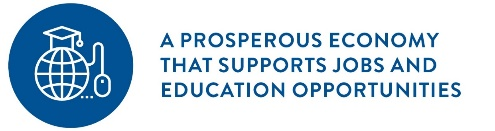 A PROSPEROUS ECONOMY
THAT SUPPORTS JOBS AND
EDUCATION OPPORTUNITIES